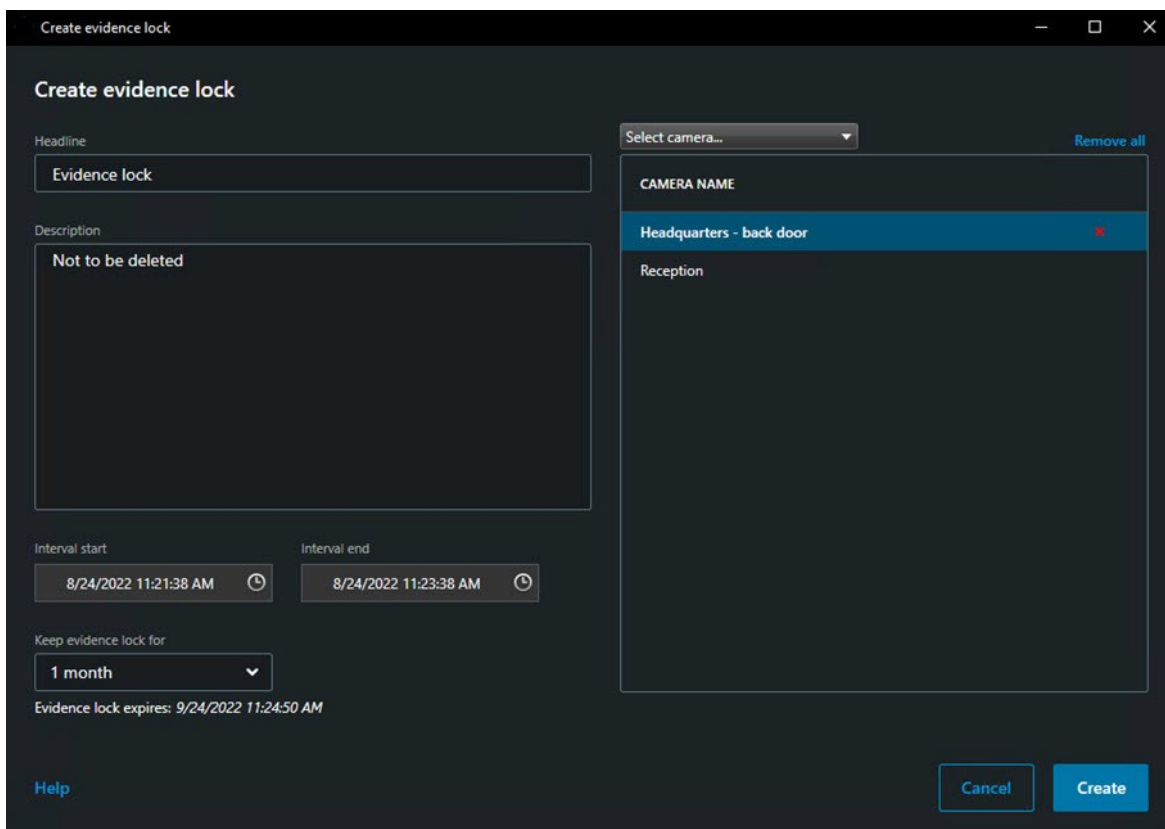 Create evidence lock
Create evidence lock
Headline
Evidence lock
Description
Not to be deleted
Interval start
Interval end
8/24/2022 11:21:38 AM
8/24/2022 11:23:38 AM
Keep evidence lock for
1 month
Evidence lock expires: 9/24/2022 11:24:50 AM
Select camera...
Remove all
CAMERA NAME
Headquarters - back door
Reception
Help
Cancel
Create